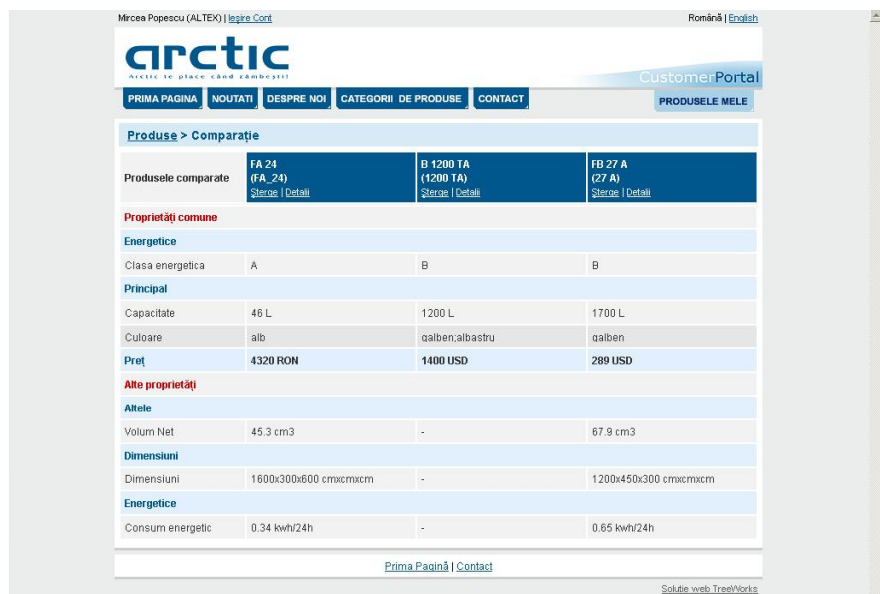 Mircea Popescu (ALTEX) | Ieşire Cont Română | English
arctic
Arctic te place când zâmbeşti!
CustomerPortal
PRIMA PAGINA NOUTATI DESPRE NOI CATEGORII DE PRODUSE CONTACT PRODUSELE MELE
Produse > Comparaţie
Produsele comparate FA 24 (FA_24) Şterge | Detalii B 1200 TA (1200 TA) Şterge | Detalii FB 27 A (27 A) Şterge | Detalii
Proprietăţi comune
Energetice
Clasa energetica A B B
Principal
Capacitate 46 L 1200 L 1700 L
Culoare alb galben;albastru galben
Preţ 4320 RON 1400 USD 289 USD
Alte proprietăţi
Altele
Volum Net 45.3 cm3 - 67.9 cm3
Dimensiuni
Dimensiuni 1600x300x600 cmxcmxcm - 1200x450x300 cmxcmxcm
Energetice
Consum energetic 0.34 kwh/24h - 0.65 kwh/24h
Prima Pagină | Contact
Solutie web TreeWorks